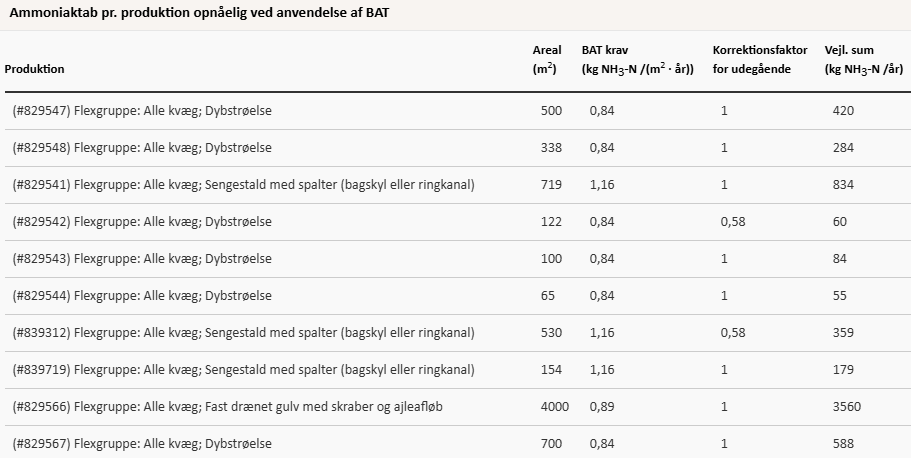 Ammoniaktab pr. produktion opnåelig ved anvendelse af BAT
Produktion Areal (m²) BAT krav (kg NH3-N /(m² · år)) Korrektionsfaktor for udegående Vejl. sum (kg NH3-N /år)
(#829547) Flexgruppe: Alle kvæg; Dybstrøelse 500 0,84 1 420
(#829548) Flexgruppe: Alle kvæg; Dybstrøelse 338 0,84 1 284
(#829541) Flexgruppe: Alle kvæg; Sengestald med spalter (bagskyl eller ringkanal) 719 1,16 1 834
(#829542) Flexgruppe: Alle kvæg; Dybstrøelse 122 0,84 0,58 60
(#829543) Flexgruppe: Alle kvæg; Dybstrøelse 100 0,84 1 84
(#829544) Flexgruppe: Alle kvæg; Dybstrøelse 65 0,84 1 55
(#839312) Flexgruppe: Alle kvæg; Sengestald med spalter (bagskyl eller ringkanal) 530 1,16 0,58 359
(#839719) Flexgruppe: Alle kvæg; Sengestald med spalter (bagskyl eller ringkanal) 154 1,16 1 179
(#829566) Flexgruppe: Alle kvæg; Fast drænet gulv med skraber og ajleafløb 4000 0,89 1 3560
(#829567) Flexgruppe: Alle kvæg; Dybstrøelse 700 0,84 1 588